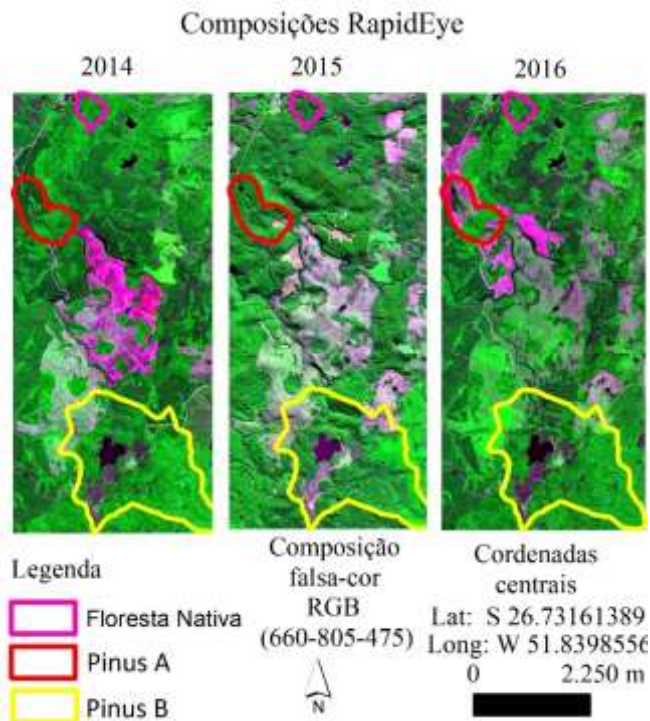 Composições RapidEye
2014
2015
2016
Legenda
Floresta Nativa
Pinus A
Pinus B
Composição
falsa-cor
RGB
(660-805-475)
N
Cordenadas
centrais
Lat: S 26.73161389
Long: W 51.8398556
0 2.250 m